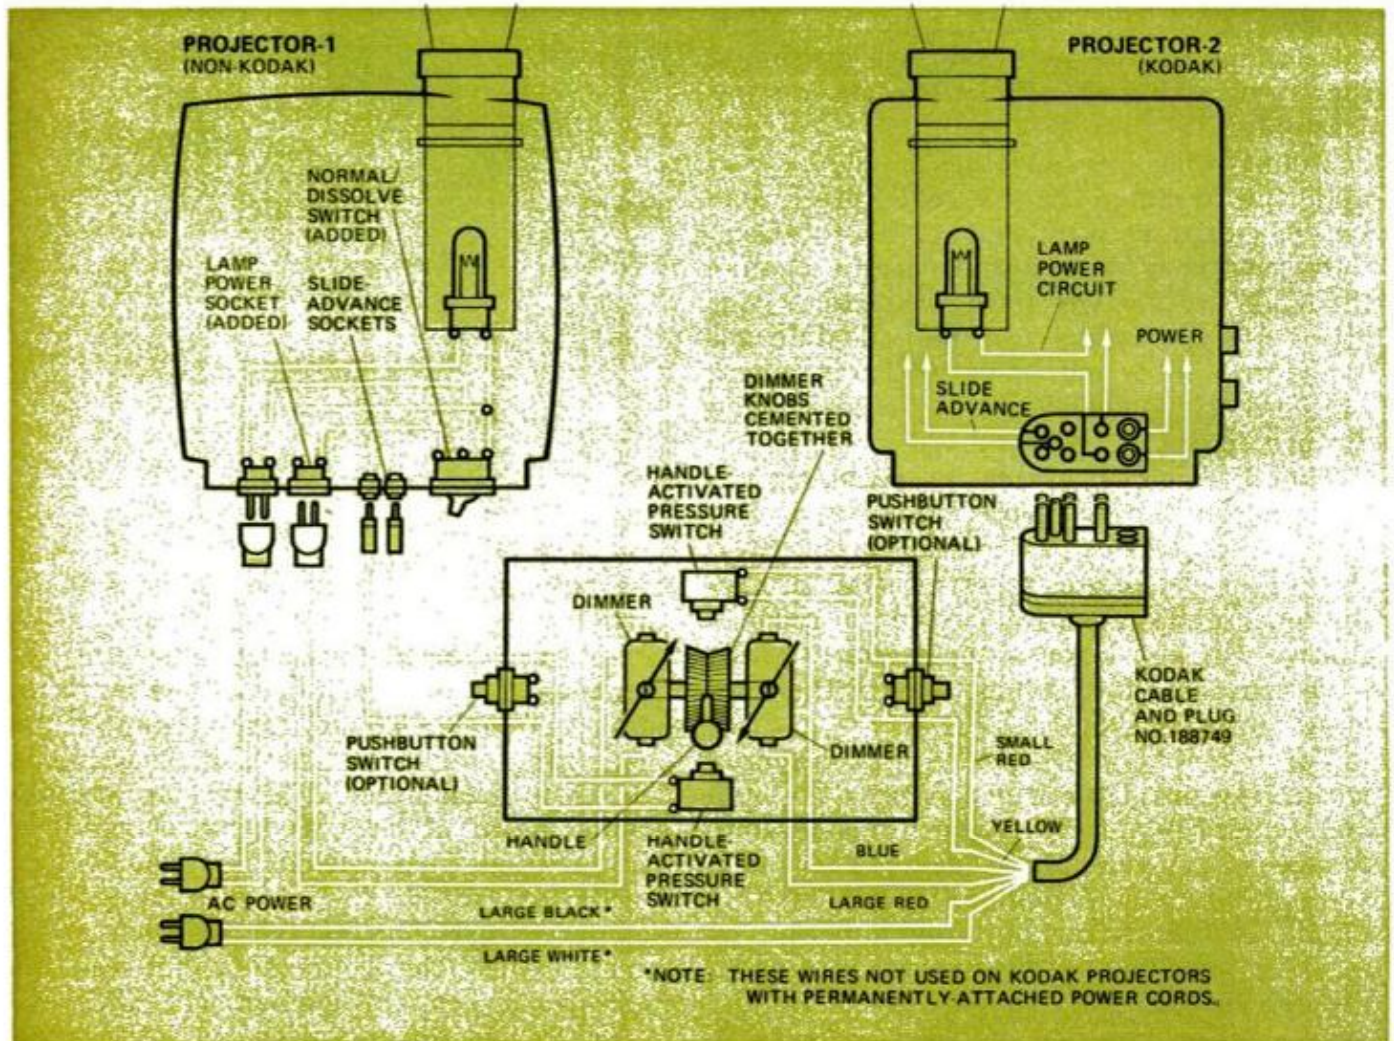 PROJECTOR-1
(NON-KODAK)
PROJECTOR-2
(KODAK)
NORMAL/
DISSOLVE
SWITCH
(ADDED)
LAMP
POWER
SOCKET
(ADDED)
SLIDE-
ADVANCE
SOCKETS
LAMP
POWER
CIRCUIT
POWER
SLIDE
ADVANCE
DIMMER
KNOBS
CEMENTED
TOGETHER
HANDLE-
ACTIVATED
PRESSURE
SWITCH
PUSHBUTTON
SWITCH
(OPTIONAL)
DIMMER
KODAK
CABLE
AND PLUG
NO.188749
PUSHBUTTON
SWITCH
(OPTIONAL)
DIMMER
SMALL
RED
HANDLE
HANDLE-
ACTIVATED
PRESSURE
SWITCH
BLUE
YELLOW
AC POWER
LARGE BLACK*
LARGE RED
LARGE WHITE*
*NOTE: THESE WIRES NOT USED ON KODAK PROJECTORS
WITH PERMANENTLY-ATTACHED POWER CORDS.